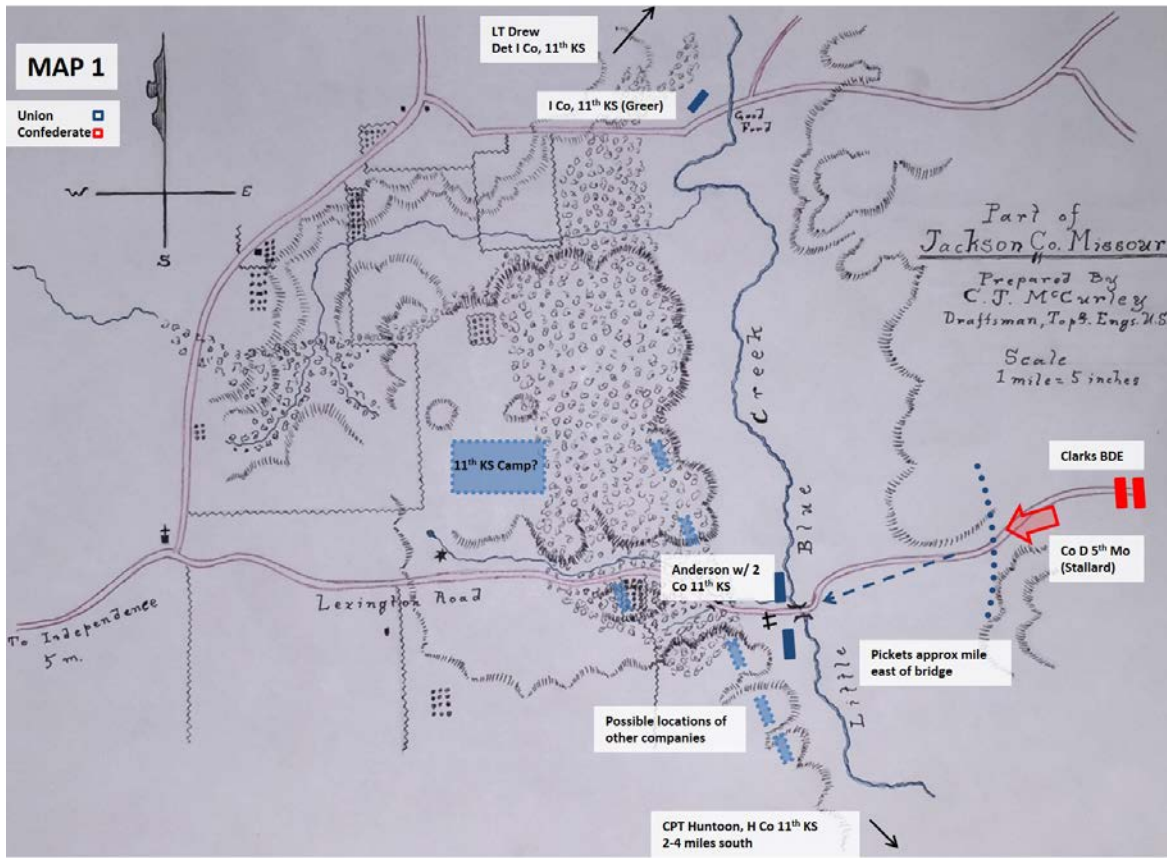 MAP 1
Union
Confederate
W
E
S
LT Drew
Det I Co, 11th KS
I Co, 11th KS (Greer)
Good
Ford
Part of
Jackson Co. Missour
Prepared By
C. J. McCurley
Draftsman, Topg. Engs. U.S
Scale
1 mile = 5 inches
Creek
Blue
Little
11th KS Camp?
Clarks BDE
Co D 5th Mo
(Stallard)
Anderson w/ 2
Co 11th KS
Lexington Road
To Independence
5 m.
Pickets approx mile
east of bridge
Possible locations of
other companies
CPT Huntoon, H Co 11th KS
2-4 miles south